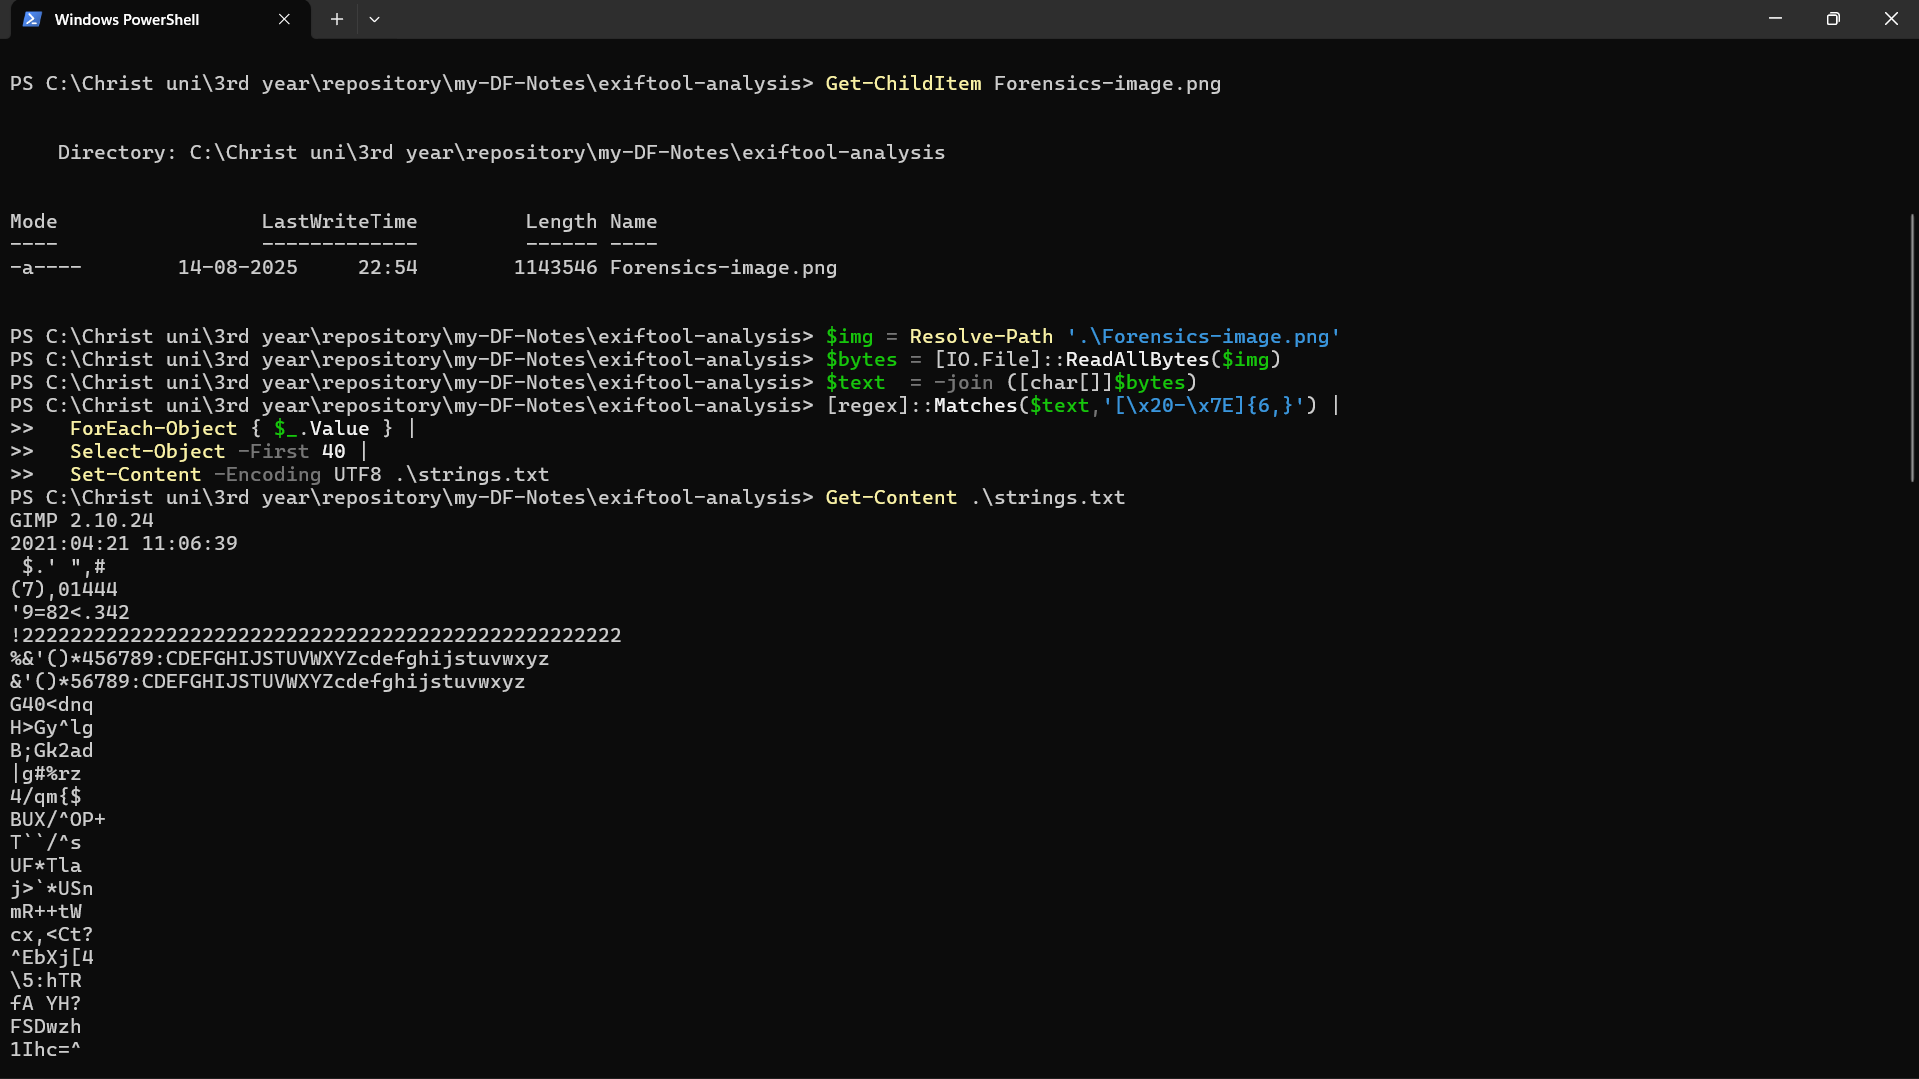 Windows PowerShell
PS C:\Christ uni\3rd year\repository\my-DF-Notes\exiftool-analysis> Get-ChildItem Forensics-image.png
    Directory: C:\Christ uni\3rd year\repository\my-DF-Notes\exiftool-analysis
Mode                 LastWriteTime         Length Name
----                 -------------         ------ ----
-a----        14-08-2025     22:54        1143546 Forensics-image.png
PS C:\Christ uni\3rd year\repository\my-DF-Notes\exiftool-analysis> $img = Resolve-Path '.\Forensics-image.png'
PS C:\Christ uni\3rd year\repository\my-DF-Notes\exiftool-analysis> $bytes = [IO.File]::ReadAllBytes($img)
PS C:\Christ uni\3rd year\repository\my-DF-Notes\exiftool-analysis> $text  = -join ([char[]]$bytes)
PS C:\Christ uni\3rd year\repository\my-DF-Notes\exiftool-analysis> [regex]::Matches($text,'[\x20-\x7E]{6,}') |
>>   ForEach-Object { $_.Value } |
>>   Select-Object -First 40 |
>>   Set-Content -Encoding UTF8 .\strings.txt
PS C:\Christ uni\3rd year\repository\my-DF-Notes\exiftool-analysis> Get-Content .\strings.txt
GIMP 2.10.24
2021:04:21 11:06:39
 $.' ",#
(7),01444
'9=82<.342
!22222222222222222222222222222222222222222222222222
%&'()*456789:CDEFGHIJSTUVWXYZcdefghijstuvwxyz
&'()*56789:CDEFGHIJSTUVWXYZcdefghijstuvwxyz
G40<dnq
H>Gy^lg
B;Gk2ad
|g#%rz
4/qm{$
BUX/^OP+
T``/^s
UF*Tla
j>`*USn
mR++tW
cx,<Ct?
^EbXj[4
\5:hTR
fA YH?
FSDwzh
1Ihc=^